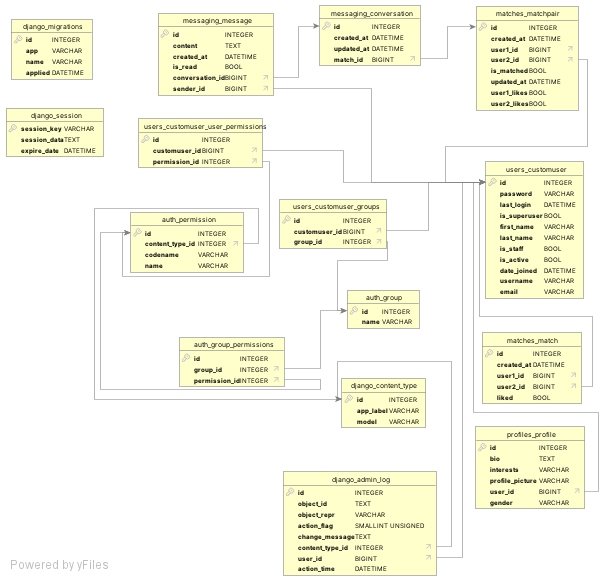 django_migrations
id INTEGER
app VARCHAR
name VARCHAR
applied DATETIME
messaging_message
id INTEGER
content TEXT
created_at DATETIME
is_read BOOL
conversation_id BIGINT
sender_id BIGINT
messaging_conversation
id INTEGER
created_at DATETIME
updated_at DATETIME
match_id BIGINT
matches_matchpair
id INTEGER
created_at DATETIME
user1_id BIGINT
user2_id BIGINT
is_matched BOOL
updated_at DATETIME
user1_likes BOOL
user2_likes BOOL
django_session
session_key VARCHAR
session_data TEXT
expire_date DATETIME
users_customuser_user_permissions
id INTEGER
customuser_id BIGINT
permission_id INTEGER
users_customuser
id INTEGER
password VARCHAR
last_login DATETIME
is_superuser BOOL
first_name VARCHAR
last_name VARCHAR
is_staff BOOL
is_active BOOL
date_joined DATETIME
username VARCHAR
email VARCHAR
users_customuser_groups
id INTEGER
customuser_id BIGINT
group_id INTEGER
auth_permission
id INTEGER
content_type_id INTEGER
codename VARCHAR
name VARCHAR
auth_group
id INTEGER
name VARCHAR
auth_group_permissions
id INTEGER
group_id INTEGER
permission_id INTEGER
matches_match
id INTEGER
created_at DATETIME
user1_id BIGINT
user2_id BIGINT
liked BOOL
django_content_type
id INTEGER
app_label VARCHAR
model VARCHAR
profiles_profile
id INTEGER
bio TEXT
interests VARCHAR
profile_picture VARCHAR
user_id BIGINT
gender VARCHAR
django_admin_log
id INTEGER
object_id TEXT
object_repr VARCHAR
action_flag SMALLINT UNSIGNED
change_message TEXT
content_type_id INTEGER
user_id BIGINT
action_time DATETIME
Powered by yFiles